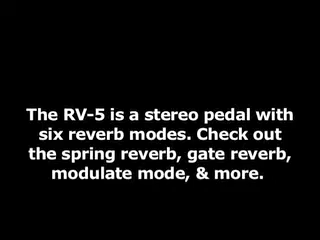 The RV-5 is a stereo pedal with
six reverb modes. Check out
the spring reverb, gate reverb,
modulate mode, & more.